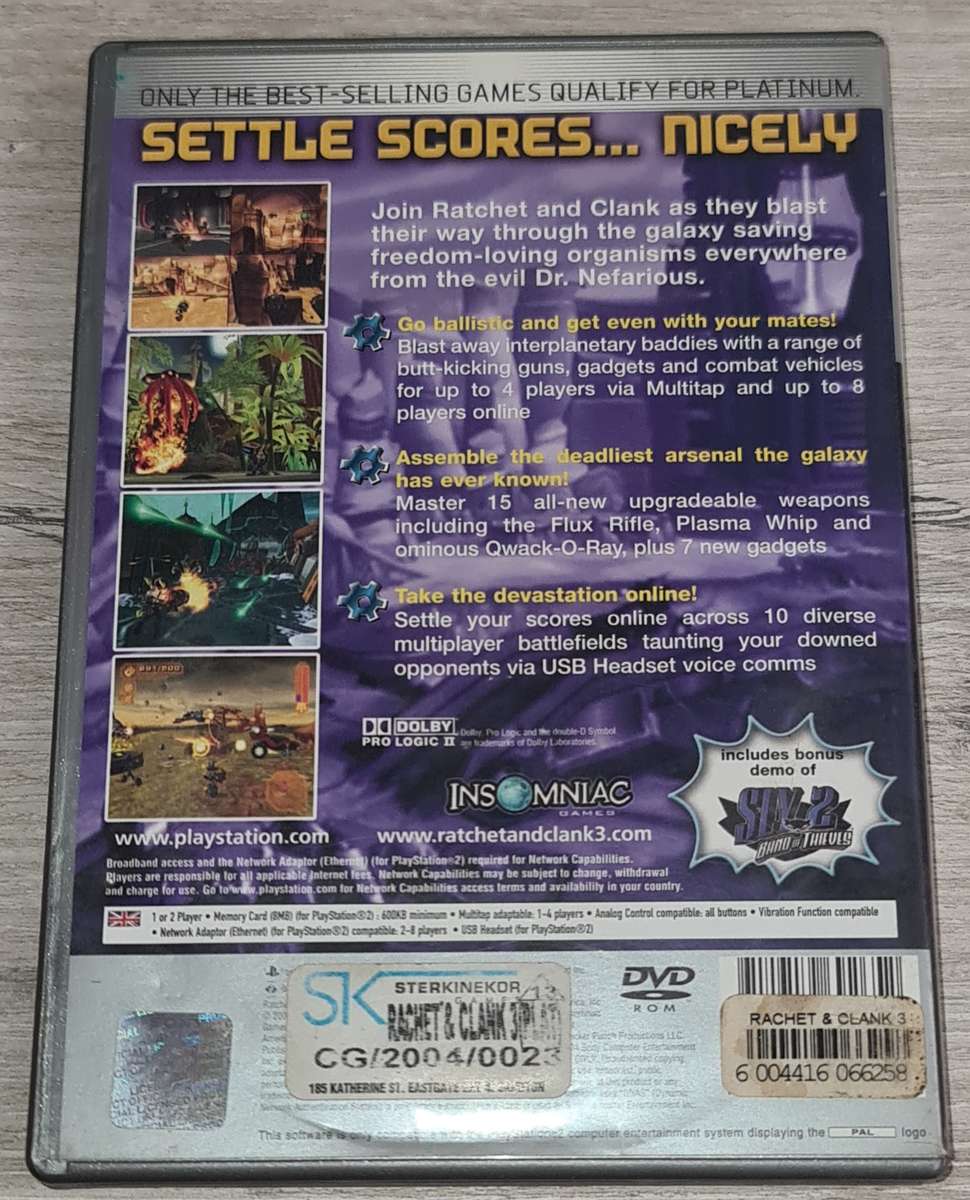 ONLY THE BEST-SELLING GAMES QUALIFY FOR PLATINUM.
SETTLE SCORES... NICELY
Join Ratchet and Clank as they blast
their way through the galaxy saving
freedom-loving organisms everywhere
from the evil Dr. Nefarious.
Go ballistic and get even with your mates!
Blast away interplanetary baddies with a range of
butt-kicking guns, gadgets and combat vehicles
for up to 4 players via Multitap and up to 8
players online
Assemble the deadliest arsenal the galaxy
has ever known!
Master 15 all-new upgradeable weapons
including the Flux Rifle, Plasma Whip and
ominous Qwack-O-Ray, plus 7 new gadgets
Take the devastation online!
Settle your scores online across 10 diverse
multiplayer battlefields taunting your downed
opponents via USB Headset voice comms
DOLBY
PRO LOGIC II
Dolby, Pro Logic and the double-D Symbol
are trademarks of Dolby Laboratories.
INSOMNIAC
GAMES
includes bonus
demo of
SLY 2
BAND OF THIEVES
www.playstation.com
www.ratchetandclank3.com
Broadband access and the Network Adaptor (Ethernet) (for PlayStation®2) required for Network Capabilities.
Players are responsible for all applicable Internet fees. Network Capabilities may be subject to change, withdrawal
and charge for use. Go to www.playstation.com for Network Capabilities access terms and availability in your country.
1 or 2 Player • Memory Card (8MB) (for PlayStation®2) : 600KB minimum • Multitap adaptable: 1-4 players • Analog Control compatible: all buttons • Vibration Function compatible
• Network Adaptor (Ethernet) (for PlayStation®2) compatible: 2-8 players • USB Headset (for PlayStation®2)
SK
STERKINEKOR
RACHET & CLANK 3(PLAT)
CG/2004/0023
185 KATHERINE ST. EASTGATE
DVD
ROM
RACHET & CLANK 3
6 004416 066258
This software is only computer entertainment system displaying the PAL logo